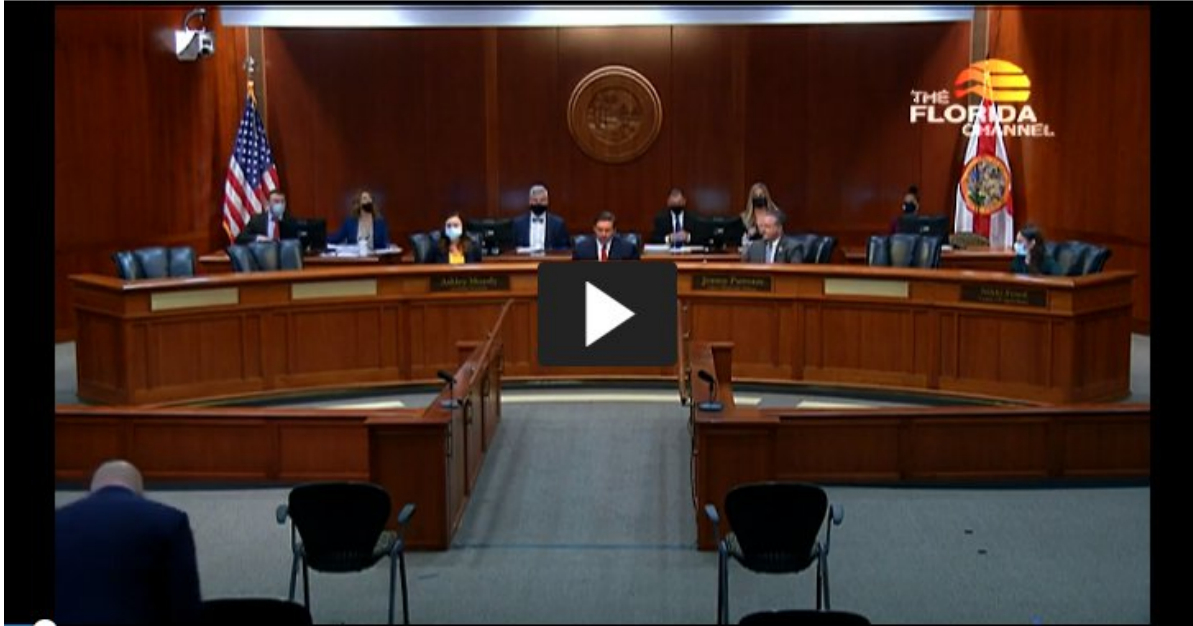 THE
FLORIDA
CHANNEL
Ashley Moody
Jimmy Patronis
Nikki Fried